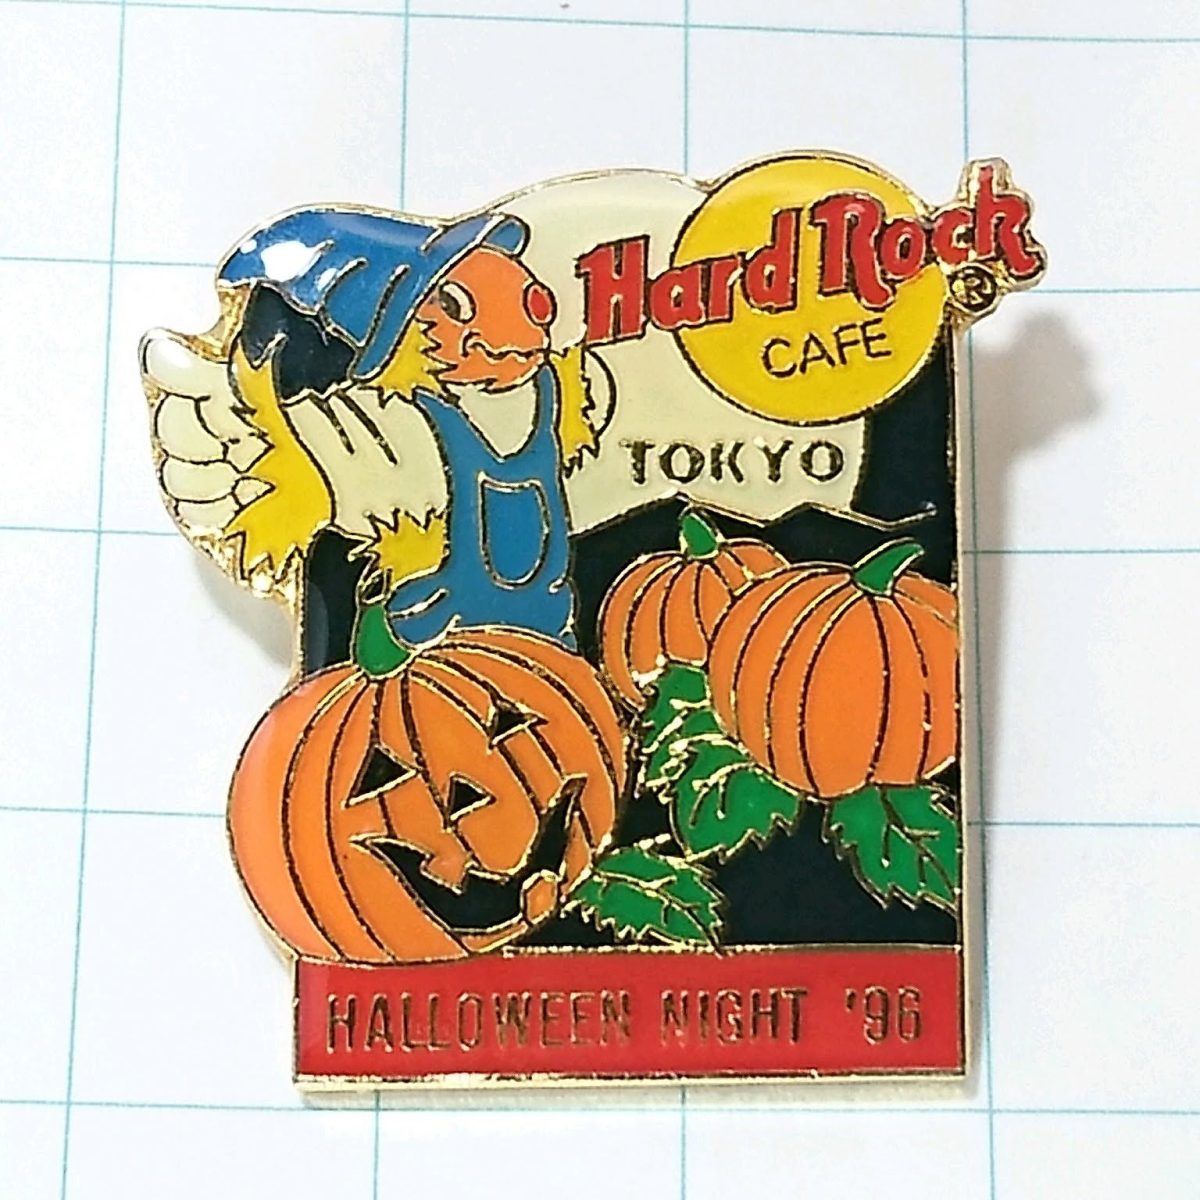 Hard Rock
CAFE ®
TOKYO
HALLOWEEN NIGHT '96